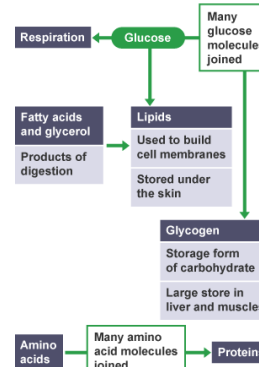 Respiration
Glucose
Many
glucose
molecule
joined
Fatty acids
and glycerol
Products of
digestion
Lipids
Used to build
cell membranes
Stored under
the skin
Glycogen
Storage form
of carbohydrate
Large store in
liver and muscle
Amino
acids
Many amino
acid molecules
joined
Protein